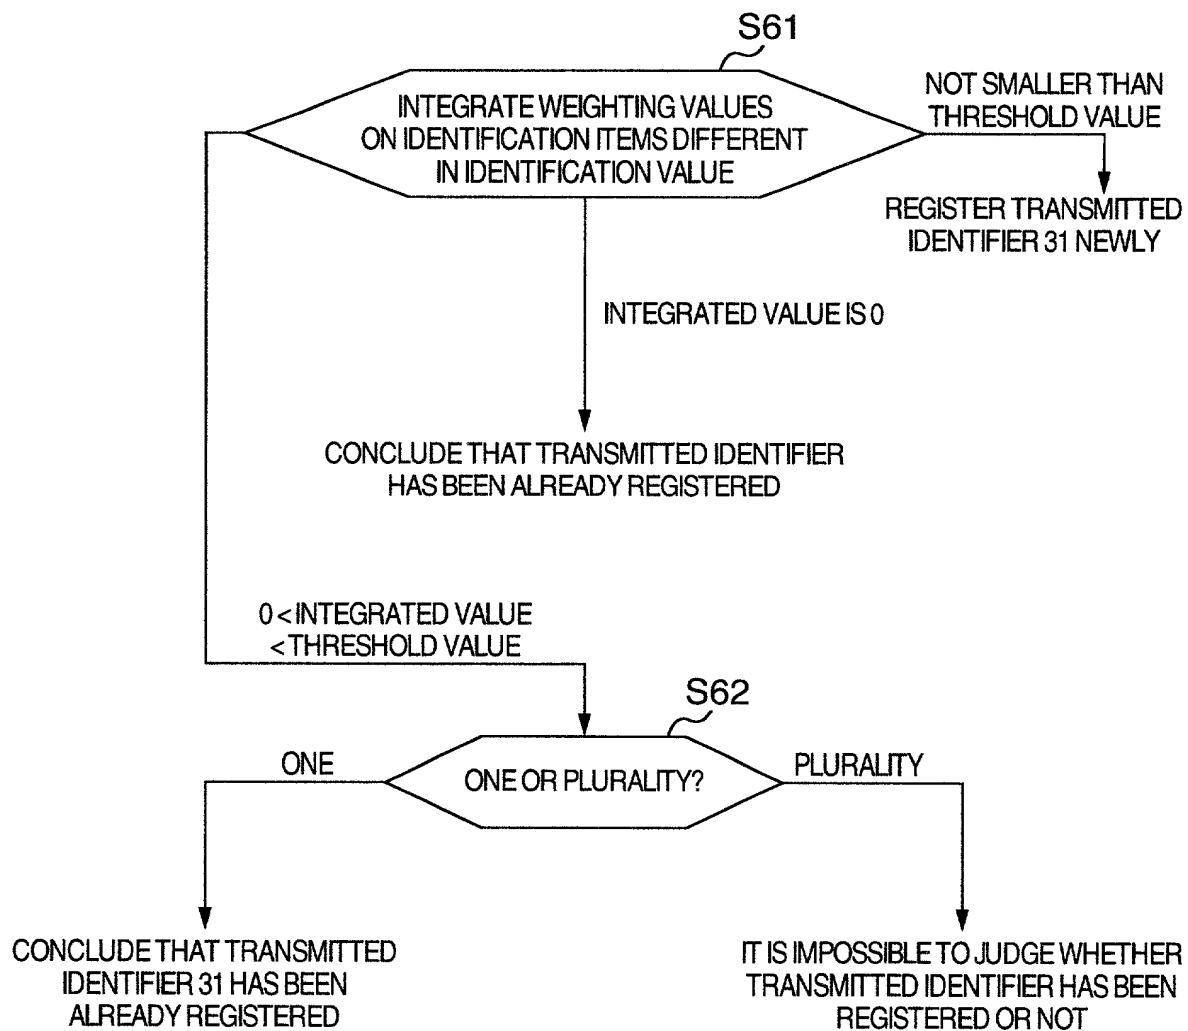 S61
INTEGRATE WEIGHTING VALUES
ON IDENTIFICATION ITEMS DIFFERENT
IN IDENTIFICATION VALUE
NOT SMALLER THAN
THRESHOLD VALUE
REGISTER TRANSMITTED
IDENTIFIER 31 NEWLY
INTEGRATED VALUE IS 0
CONCLUDE THAT TRANSMITTED IDENTIFIER
HAS BEEN ALREADY REGISTERED
0 < INTEGRATED VALUE
< THRESHOLD VALUE
S62
ONE
ONE OR PLURALITY?
PLURALITY
CONCLUDE THAT TRANSMITTED
IDENTIFIER 31 HAS BEEN
ALREADY REGISTERED
IT IS IMPOSSIBLE TO JUDGE WHETHER
TRANSMITTED IDENTIFIER HAS BEEN
REGISTERED OR NOT